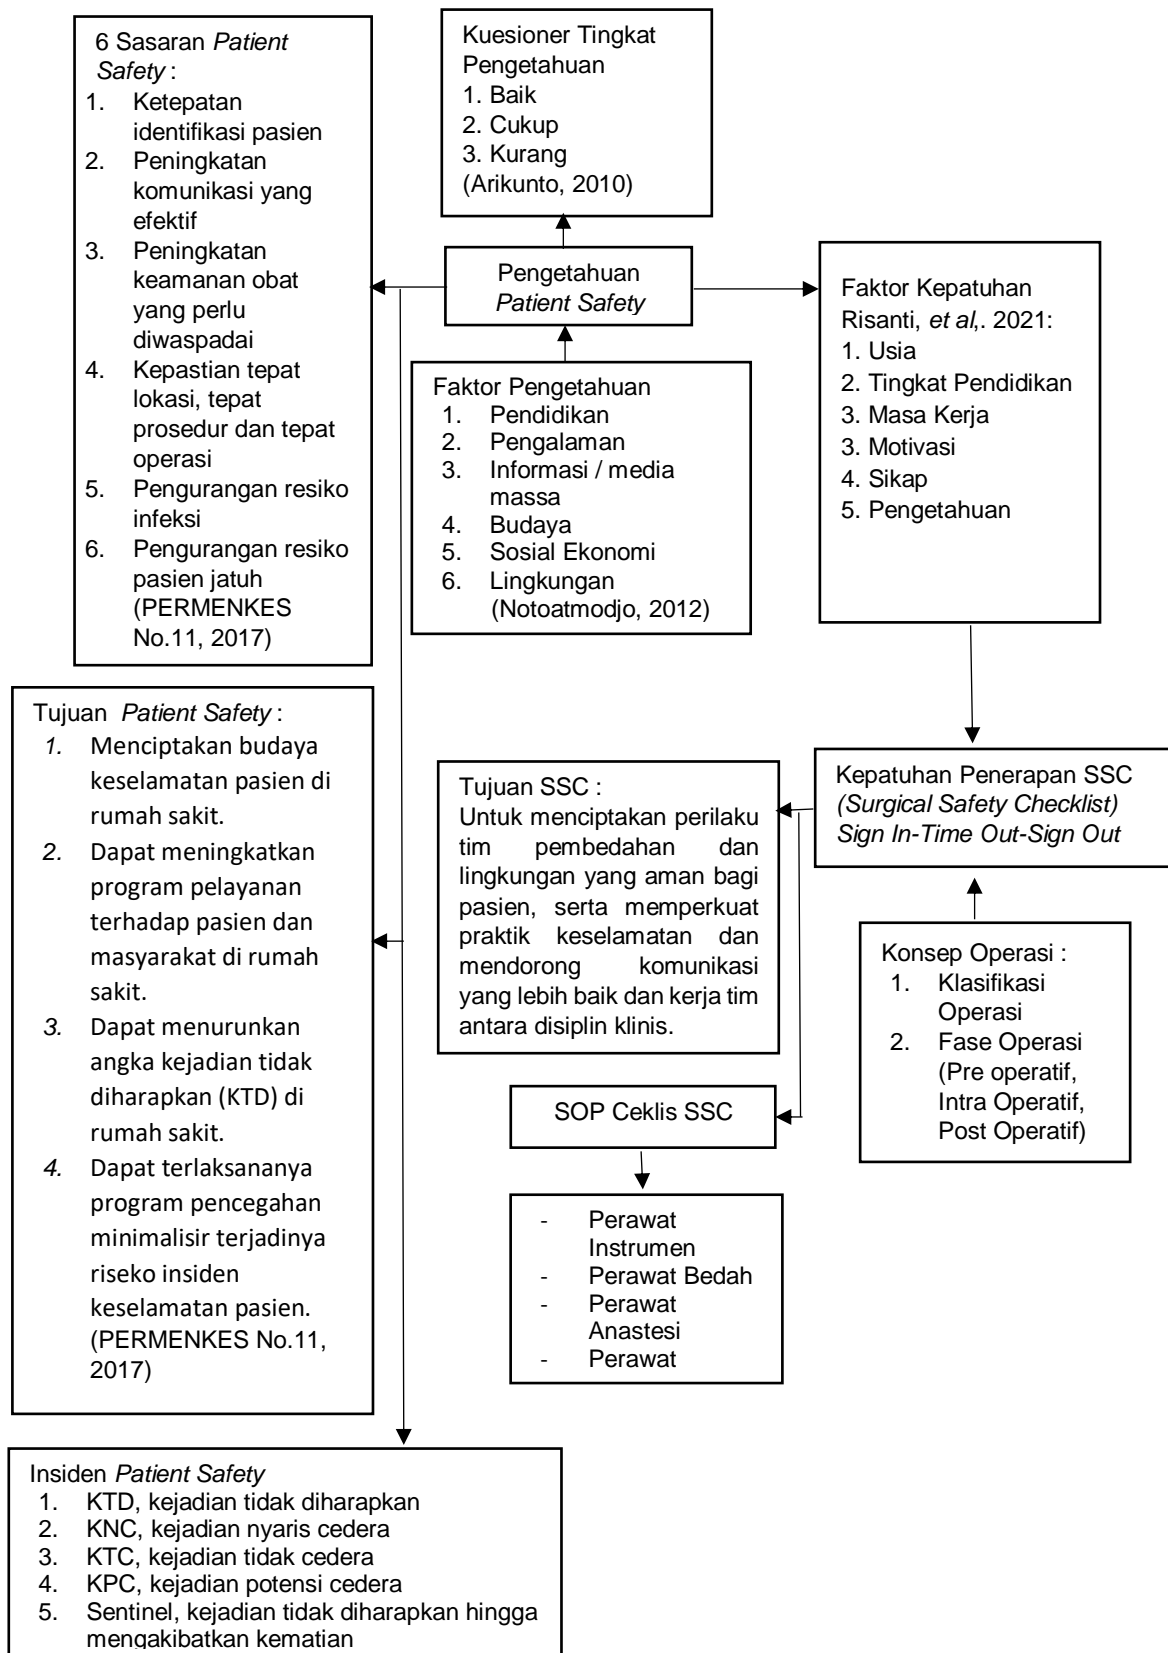 6 Sasaran Patient
Safety :
1. Ketepatan
identifikasi pasien
2. Peningkatan
komunikasi yang
efektif
3. Peningkatan
keamanan obat
yang perlu
diwaspadai
4. Kepastian tepat
lokasi, tepat
prosedur dan tepat
operasi
5. Pengurangan resiko
infeksi
6. Pengurangan resiko
pasien jatuh
(PERMENKES
No.11, 2017)
Kuesioner Tingkat
Pengetahuan
1. Baik
2. Cukup
3. Kurang
(Arikunto, 2010)
Pengetahuan
Patient Safety
Faktor Pengetahuan
1. Pendidikan
2. Pengalaman
3. Informasi / media
massa
4. Budaya
5. Sosial Ekonomi
6. Lingkungan
(Notoatmodjo, 2012)
Faktor Kepatuhan
Risanti, et al,. 2021:
1. Usia
2. Tingkat Pendidikan
3. Masa Kerja
3. Motivasi
4. Sikap
5. Pengetahuan
Tujuan Patient Safety :
1. Menciptakan budaya
keselamatan pasien di
rumah sakit.
2. Dapat meningkatkan
program pelayanan
terhadap pasien dan
masyarakat di rumah
sakit.
3. Dapat menurunkan
angka kejadian tidak
diharapkan (KTD) di
rumah sakit.
4. Dapat terlaksananya
program pencegahan
minimalisir terjadinya
riseko insiden
keselamatan pasien.
(PERMENKES No.11,
2017)
Tujuan SSC :
Untuk menciptakan perilaku
tim pembedahan dan
lingkungan yang aman bagi
pasien, serta memperkuat
praktik keselamatan dan
mendorong komunikasi
yang lebih baik dan kerja tim
antara disiplin klinis.
Kepatuhan Penerapan SSC
(Surgical Safety Checklist)
Sign In-Time Out-Sign Out
Konsep Operasi :
1. Klasifikasi
Operasi
2. Fase Operasi
(Pre operatif,
Intra Operatif,
Post Operatif)
SOP Ceklis SSC
- Perawat
Instrumen
- Perawat Bedah
- Perawat
Anastesi
- Perawat
Insiden Patient Safety
1. KTD, kejadian tidak diharapkan
2. KNC, kejadian nyaris cedera
3. KTC, kejadian tidak cedera
4. KPC, kejadian potensi cedera
5. Sentinel, kejadian tidak diharapkan hingga
mengakibatkan kematian